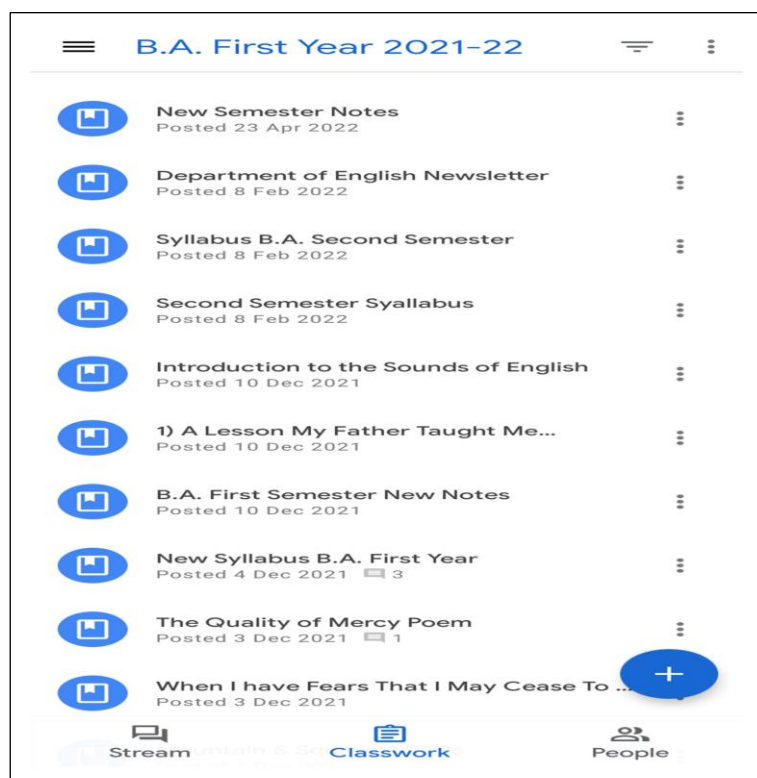 B.A. First Year 2021-22
New Semester Notes
Posted 23 Apr 2022
Department of English Newsletter
Posted 8 Feb 2022
Syllabus B.A. Second Semester
Posted 8 Feb 2022
Second Semester Syallabus
Posted 8 Feb 2022
Introduction to the Sounds of English
Posted 10 Dec 2021
1) A Lesson My Father Taught Me...
Posted 10 Dec 2021
B.A. First Semester New Notes
Posted 10 Dec 2021
New Syllabus B.A. First Year
Posted 4 Dec 2021 3
The Quality of Mercy Poem
Posted 3 Dec 2021 1
When I have Fears That I May Cease To ...
Posted 3 Dec 2021
Stream Classwork People